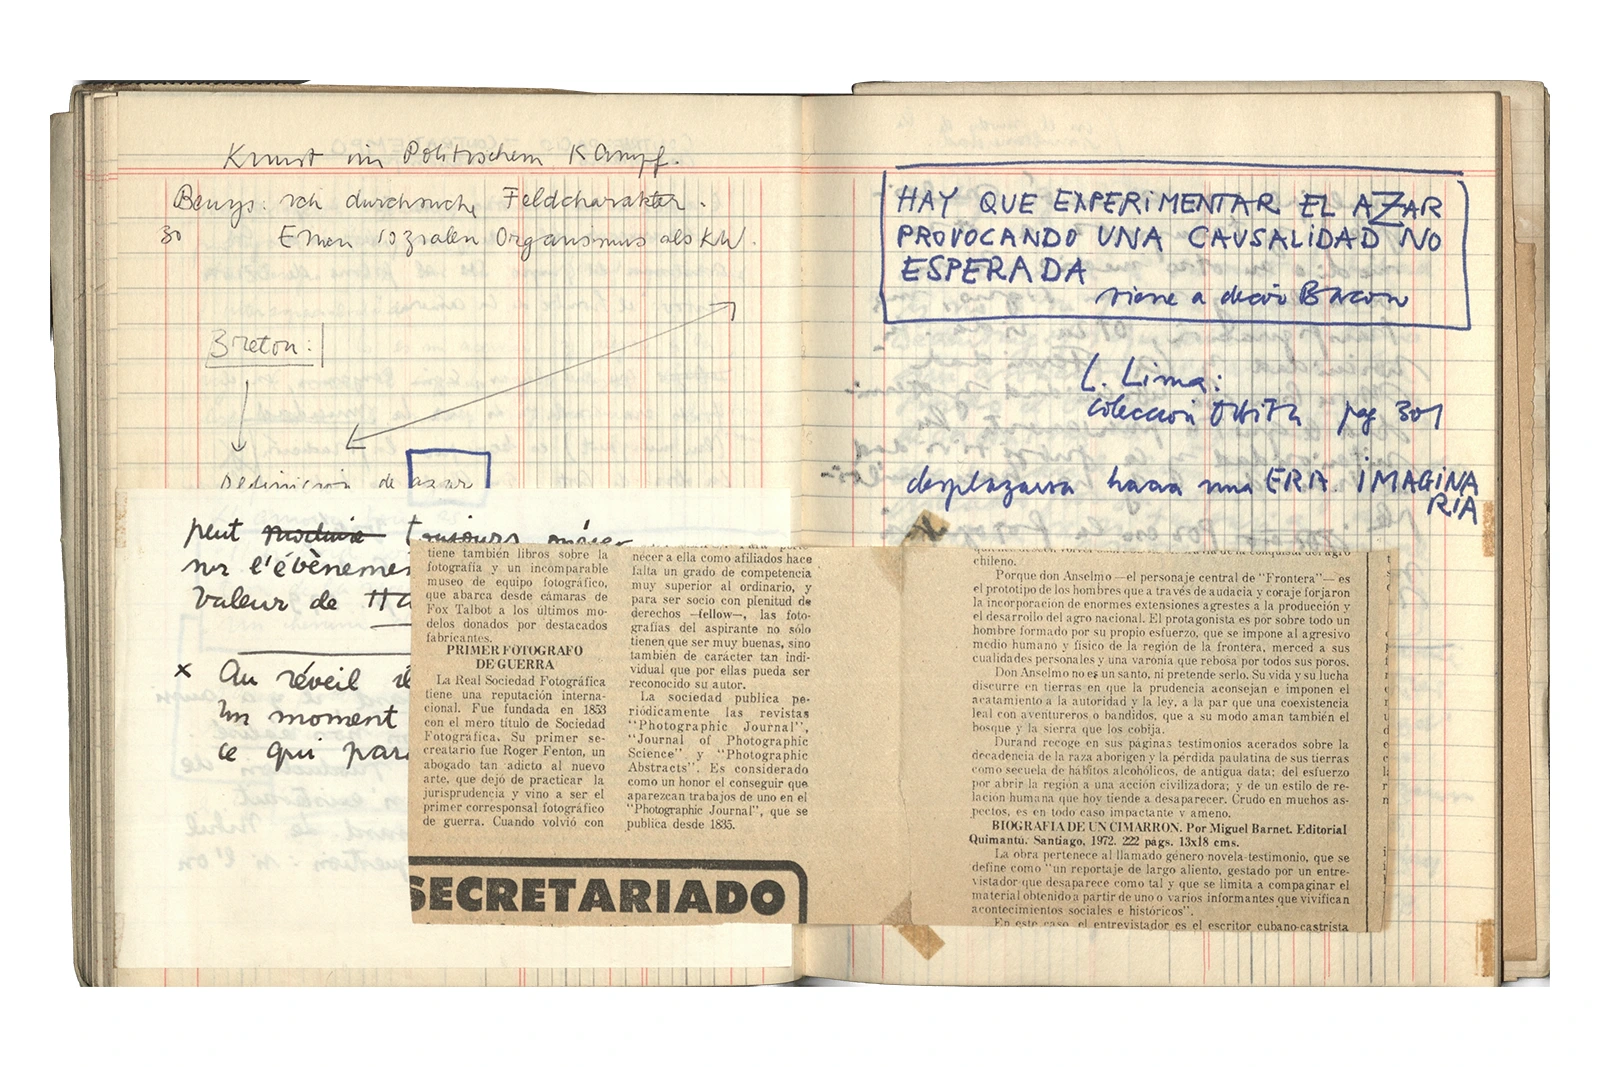 Kunst im Politischem Kampf.
Beuys: ich durchsuche Feldcharakter.
30 Einen sozialen Organismus als KW.
Breton:
Definición de azar
peut produire toujours
sur l'évènemen
Valeur de
x Au réveil
Un moment
ce qui para
tiene también libros sobre la
fotografía y un incomparable
museo de equipo fotográfico,
que abarca desde cámaras de
Fox Talbot a los últimos mo-
delos donados por destacados
fabricantes.
PRIMER FOTOGRAFO
DE GUERRA
La Real Sociedad Fotográfica
tiene una reputación interna-
cional. Fue fundada en 1853
con el mero título de Sociedad
Fotográfica. Su primer se-
cretario fue Roger Fenton, un
abogado tan adicto al nuevo
arte, que dejó de practicar la
jurisprudencia y vino a ser el
primer corresponsal fotográfico
de guerra. Cuando volvió con
necer a ella como afiliados hace
falta un grado de competencia
muy superior al ordinario, y
para ser socio con plenitud de
derechos —fellow—, las foto-
grafías del aspirante no sólo
tienen que ser muy buenas, sino
también de carácter tan indi-
vidual que por ellas pueda ser
reconocido su autor.
La sociedad publica pe-
riódicamente las revistas
"Photographic Journal",
"Journal of Photographic
Science" y "Photographic
Abstracts". Es considerado
como un honor el conseguir que
aparezcan trabajos de uno en el
"Photographic Journal", que se
publica desde 1835.
SECRETARIADO
HAY QUE EXPERIMENTAR EL AZAR
PROVOCANDO UNA CAUSALIDAD NO
ESPERADA
viene a decir Bacon
L. Lima:
Colección Orbita pag 301
desplazarse hacia una ERA IMAGINA
RIA
chileno.
Porque don Anselmo —el personaje central de "Frontera"— es
el prototipo de los hombres que a través de audacia y coraje forjaron
la incorporación de enormes extensiones agrestes a la producción y
el desarrollo del agro nacional. El protagonista es por sobre todo un
hombre formado por su propio esfuerzo, que se impone al agresivo
medio humano y físico de la región de la frontera, merced a sus
cualidades personales y una varonía que rebosa por todos sus poros.
Don Anselmo no es un santo, ni pretende serlo. Su vida y su lucha
discurre en tierras en que la prudencia aconsejan e imponen el
acatamiento a la autoridad y la ley, a la par que una coexistencia
leal con aventureros o bandidos, que a su modo aman también el
bosque y la sierra que los cobija.
Durand recoge en sus páginas testimonios acerados sobre la
decadencia de la raza aborigen y la pérdida paulatina de sus tierras
como secuela de hábitos alcohólicos, de antigua data; del esfuerzo
por abrir la región a una acción civilizadora; y de un estilo de re-
lación humana que hoy tiende a desaparecer. Crudo en muchos as-
pectos, es en todo caso impactante y ameno.
BIOGRAFIA DE UN CIMARRON. Por Miguel Barnet. Editorial
Quimantú. Santiago, 1972. 222 págs. 13x18 cms.
La obra pertenece al llamado género novela-testimonio, que se
define como "un reportaje de largo aliento, gestado por un entre-
vistador que desaparece como tal y que se limita a compaginar el
material obtenido a partir de uno o varios informantes que vivifican
acontecimientos sociales e históricos".
En este caso, el entrevistador es el escritor cubano-castrista